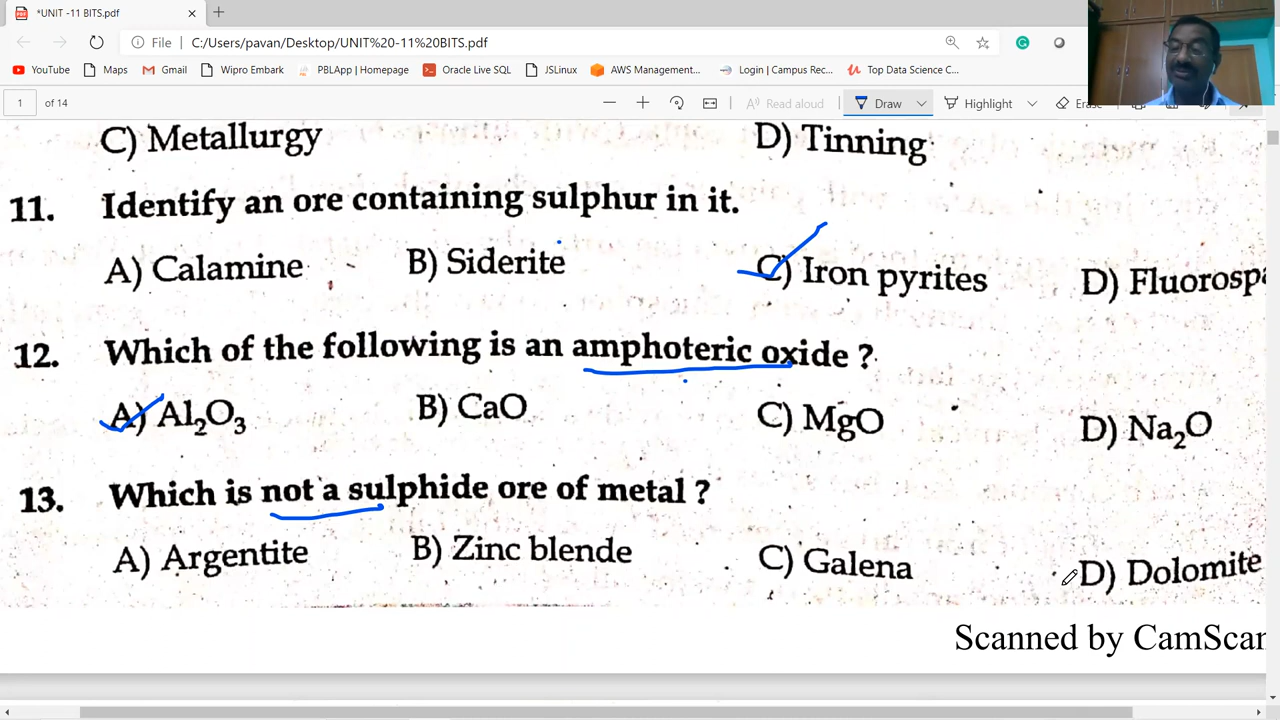 *UNIT -11 BITS.pdf
File C:/Users/pavan/Desktop/UNIT%20-11%20BITS.pdf
YouTube Maps Gmail Wipro Embark PBLApp | Homepage Oracle Live SQL JSLinux AWS Management... Login | Campus Rec... Top Data Science C...
1 of 14 Read aloud Draw Highlight Erase
C) Metallurgy D) Tinning
11. Identify an ore containing sulphur in it.
A) Calamine B) Siderite C) Iron pyrites D) Fluorospa
12. Which of the following is an amphoteric oxide ?
A) Al₂O₃ B) CaO C) MgO D) Na₂O
13. Which is not a sulphide ore of metal ?
A) Argentite B) Zinc blende C) Galena D) Dolomite
Scanned by CamScan